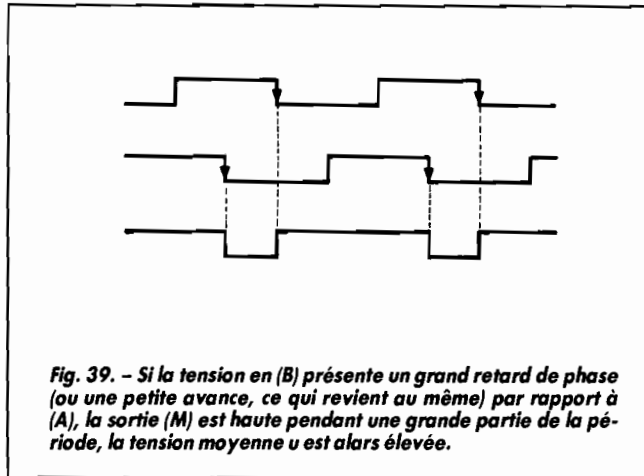 Fig. 39. – Si la tension en (B) présente un grand retard de phase
(ou une petite avance, ce qui revient au même) par rapport à
(A), la sortie (M) est haute pendant une grande partie de la pé-
riode, la tension moyenne u est alars élevée.